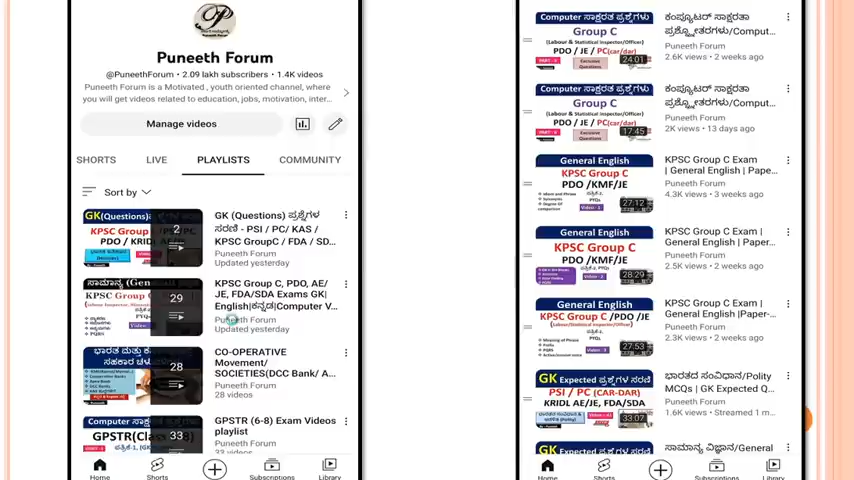 Puneeth Forum
@PuneethForum • 2.09 lakh subscribers • 1.4K videos
Puneeth Forum is a Motivated , youth oriented channel, where
you will get videos related to education, jobs, motivation, inter...
Manage videos
SHORTS LIVE PLAYLISTS COMMUNITY
Sort by
GK(Questions)
2
PDO / KRIDL
GK (Questions) ಪ್ರಶ್ನೆಗಳ
ಸರಣಿ - PSI / PC/ KAS /
KPSC GroupC / FDA / SD...
Puneeth Forum
Updated yesterday
KPSC Group C
29
KPSC Group C, PDO, AE/
JE, FDA/SDA Exams GK|
English|ಕನ್ನಡ|Computer V...
Puneeth Forum
Updated yesterday
28
CO-OPERATIVE
Movement/
SOCIETIES(DCC Bank/ A...
Puneeth Forum
28 videos
33
GPSTR (6-8) Exam Videos
playlist
33 videos
Home Shorts Subscriptions Library
Computer ಸಾಕ್ಷರತ ಪ್ರಶ್ನೆಗಳು
Group C
(Labour & Statistical Inspector/Officer)
PDO / JE / PC(car/dar)
24:01
ಕಂಪ್ಯೂಟರ್ ಸಾಕ್ಷರತಾ
ಪ್ರಶ್ನೋತರಗಳು/Comput...
Puneeth Forum
2.6K views • 2 weeks ago
Computer ಸಾಕ್ಷರತ ಪ್ರಶ್ನೆಗಳು
Group C
(Labour & Statistical Inspector/Officer)
PDO / JE / PC(car/dar)
17:45
ಕಂಪ್ಯೂಟರ್ ಸಾಕ್ಷರತಾ
ಪ್ರಶ್ನೋತರಗಳು/Comput...
Puneeth Forum
2K views • 13 days ago
General English
KPSC Group C
PDO /KMF/JE
27:12
KPSC Group C Exam
| General English | Pape...
Puneeth Forum
4.3K views • 3 weeks ago
General English
KPSC Group C
PDO /KMF/JE
28:29
KPSC Group C Exam |
General English | Paper...
Puneeth Forum
2.5K views • 2 weeks ago
General English
KPSC Group C /PDO /JE
27:53
KPSC Group C Exam |
General English |Paper-...
Puneeth Forum
2.3K views • 2 weeks ago
GK Expected ಪ್ರಶ್ನೆಗಳ ಸರಣಿ
PSI / PC (CAR-DAR)
KRIDL AE/JE, FDA/SDA
33:07
ಭಾರತದ ಸಂವಿಧಾನ/Polity
MCQs | GK Expected Q...
Puneeth Forum
1.6K views • Streamed 1 m...
GK Expected ಪ್ರಶ್ನೆಗಳ ಸರಣಿ
ಸಾಮಾನ್ಯ ವಿಜ್ಞಾನ/General
Home Shorts Subscriptions Library